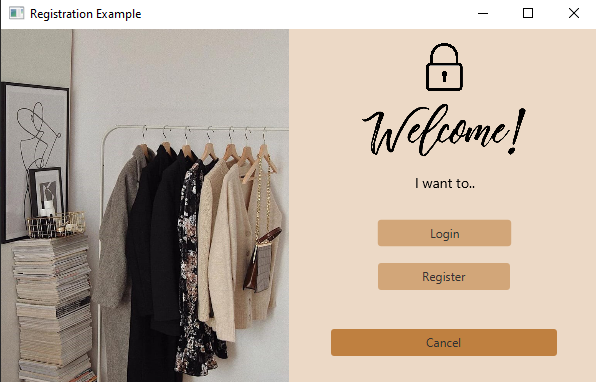 Registration Example
Welcome!
I want to..
Login
Register
Cancel